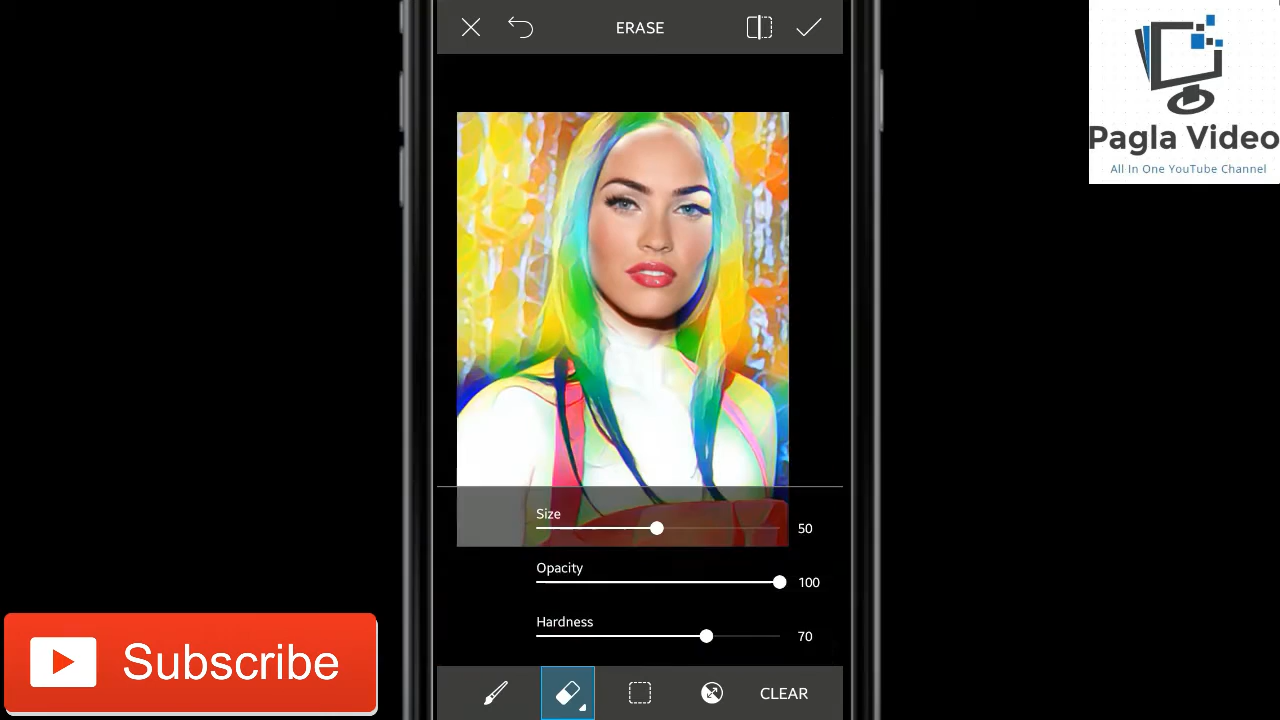 ERASE
Pagla Video
All In One YouTube Channel
Size
50
Opacity
100
Hardness
70
Subscribe
CLEAR